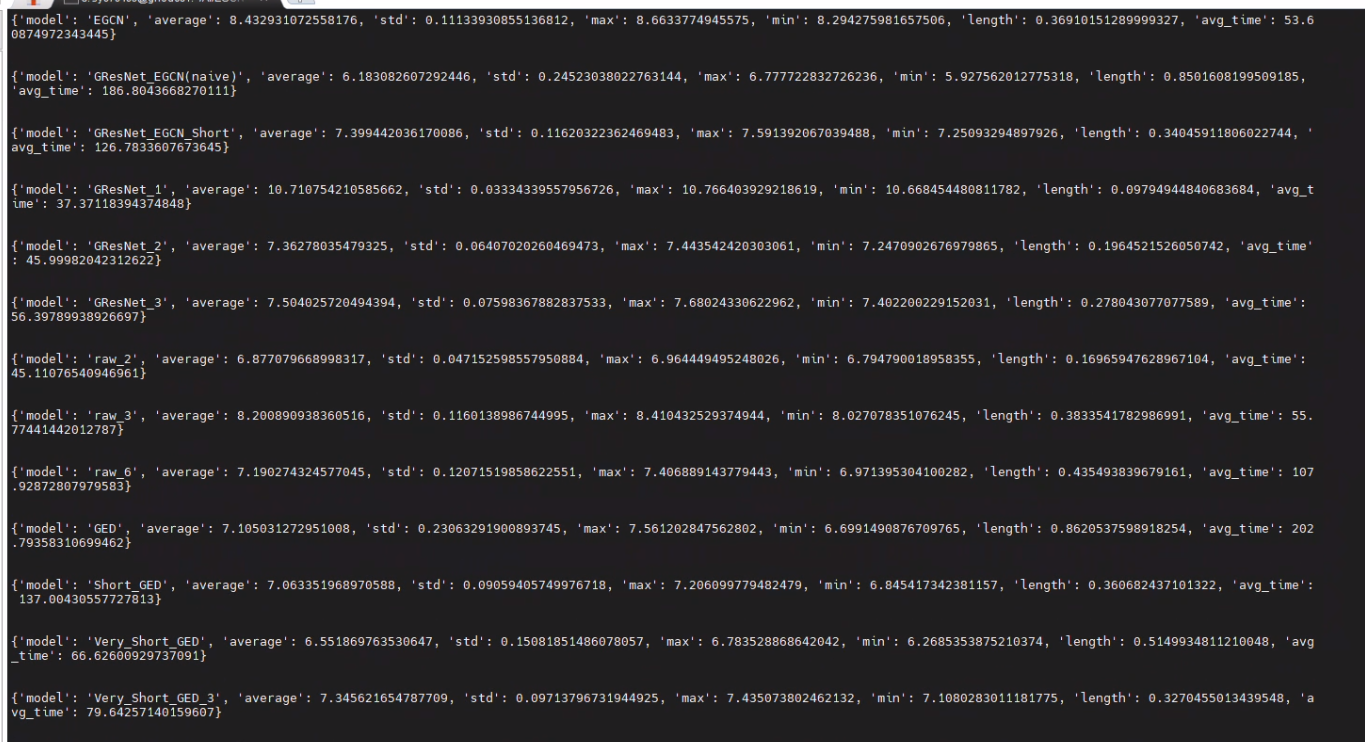 {'model': 'EGCN', 'average': 8.432931072558176, 'std': 0.11133930855136812, 'max': 8.6633774945575, 'min': 8.294275981657506, 'length': 0.36910151289999327, 'avg_time': 53.6
0874972343445}
{'model': 'GResNet_EGCN(naive)', 'average': 6.183082607292446, 'std': 0.24523038022763144, 'max': 6.777722832726236, 'min': 5.927562012775318, 'length': 0.8501608199509185,
'avg_time': 186.8043668270111}
{'model': 'GResNet_EGCN_Short', 'average': 7.399442036170086, 'std': 0.11620322362469483, 'max': 7.591392067039488, 'min': 7.25093294897926, 'length': 0.34045911806022744, '
avg_time': 126.7833607673645}
{'model': 'GResNet_1', 'average': 10.710754210585662, 'std': 0.03334339557956726, 'max': 10.766403929218619, 'min': 10.668454480811782, 'length': 0.09794944840683684, 'avg_t
ime': 37.37118394374848}
{'model': 'GResNet_2', 'average': 7.36278035479325, 'std': 0.06407020260469473, 'max': 7.443542420303061, 'min': 7.2470902676979865, 'length': 0.1964521526050742, 'avg_time'
: 45.99982042312622}
{'model': 'GResNet_3', 'average': 7.504025720494394, 'std': 0.07598367882837533, 'max': 7.68024330622962, 'min': 7.402200229152031, 'length': 0.278043077077589, 'avg_time':
56.39789938926697}
{'model': 'raw_2', 'average': 6.877079668998317, 'std': 0.047152598557950884, 'max': 6.964449495248026, 'min': 6.794790018958355, 'length': 0.16965947628967104, 'avg_time':
45.11076540946961}
{'model': 'raw_3', 'average': 8.200890938360516, 'std': 0.1160138986744995, 'max': 8.410432529374944, 'min': 8.027078351076245, 'length': 0.3833541782986991, 'avg_time': 55.
77441442012787}
{'model': 'raw_6', 'average': 7.190274324577045, 'std': 0.12071519858622551, 'max': 7.406889143779443, 'min': 6.971395304100282, 'length': 0.435493839679161, 'avg_time': 107
.92872807979583}
{'model': 'GED', 'average': 7.105031272951008, 'std': 0.23063291900893745, 'max': 7.561202847562802, 'min': 6.6991490876709765, 'length': 0.8620537598918254, 'avg_time': 202
.79358310699462}
{'model': 'Short_GED', 'average': 7.063351968970588, 'std': 0.09059405749976718, 'max': 7.206099779482479, 'min': 6.845417342381157, 'length': 0.360682437101322, 'avg_time':
137.00430557727813}
{'model': 'Very_Short_GED', 'average': 6.551869763530647, 'std': 0.15081851486078057, 'max': 6.783528868642042, 'min': 6.2685353875210374, 'length': 0.5149934811210048, 'avg
_time': 66.62600929737091}
{'model': 'Very_Short_GED_3', 'average': 7.345621654787709, 'std': 0.09713796731944925, 'max': 7.435073802462132, 'min': 7.1080283011181775, 'length': 0.3270455013439548, 'a
vg_time': 79.64257140159607}